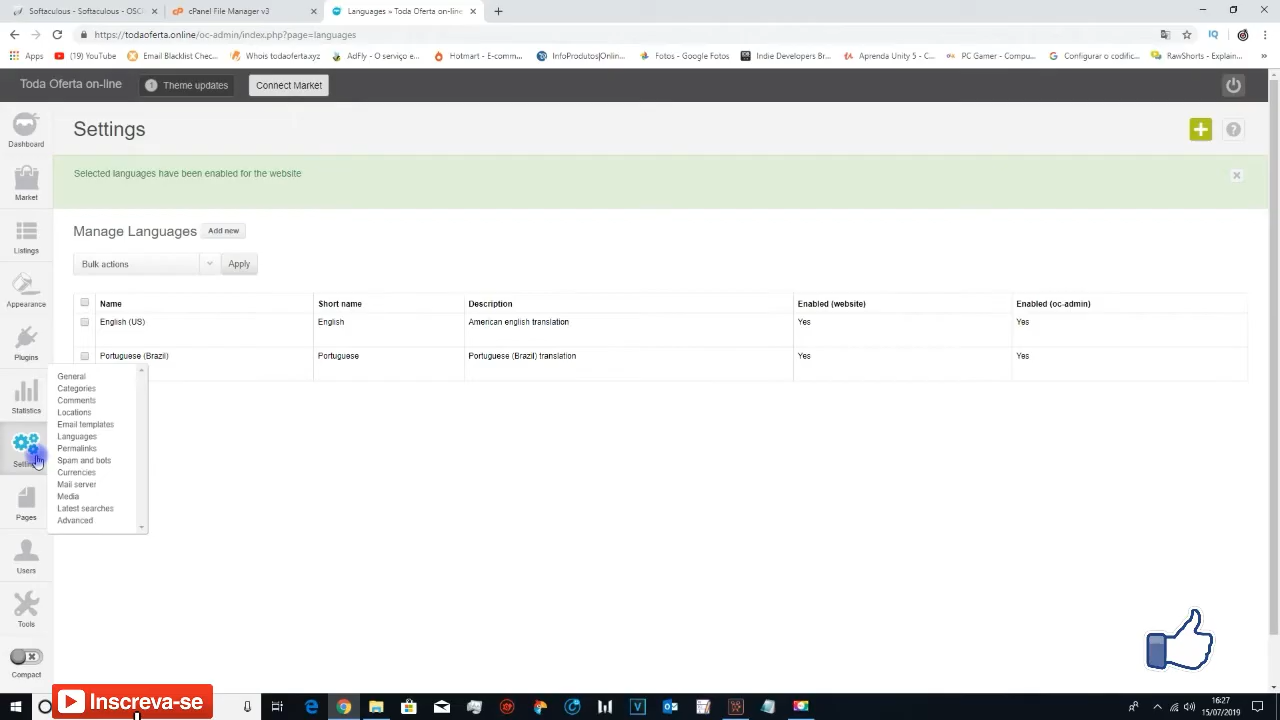 Softaculous - Softaculous - OSCl
cPanel File Manager v3
Languages » Toda Oferta on-line
https://todaoferta.online/oc-admin/index.php?page=languages
Apps
(9) YouTube
Email Blacklist Chec...
Whois todaoferta.xyz
AdFly - O serviço e...
Hotmart - E-comm...
InfoProdutos|Onlin...
Fotos - Google Fotos
Indie Developer Br...
Aprenda Unity 5 - C...
PC Gamer - Compu...
Configurar o codific...
RawShorts - Explain...
Toda Oferta on-line
1 Theme updates
Connect Market
Settings
Selected languages have been enabled for the website
Manage Languages
Add new
Bulk actions
Apply
Name Short name Description Enabled (website) Enabled (oc-admin)
English (US) English American english translation Yes Yes
Portuguese (Brazil) Portuguese Portuguese (Brazil) translation Yes Yes
Dashboard
Market
Listings
Appearance
Plugins
Statistics
Pages
Users
Tools
Compact
General
Categories
Comments
Locations
Email templates
Languages
Permalinks
Spam and bots
Currencies
Mail server
Media
Latest searches
Advanced
Inscreva-se
16:27
15/07/2019